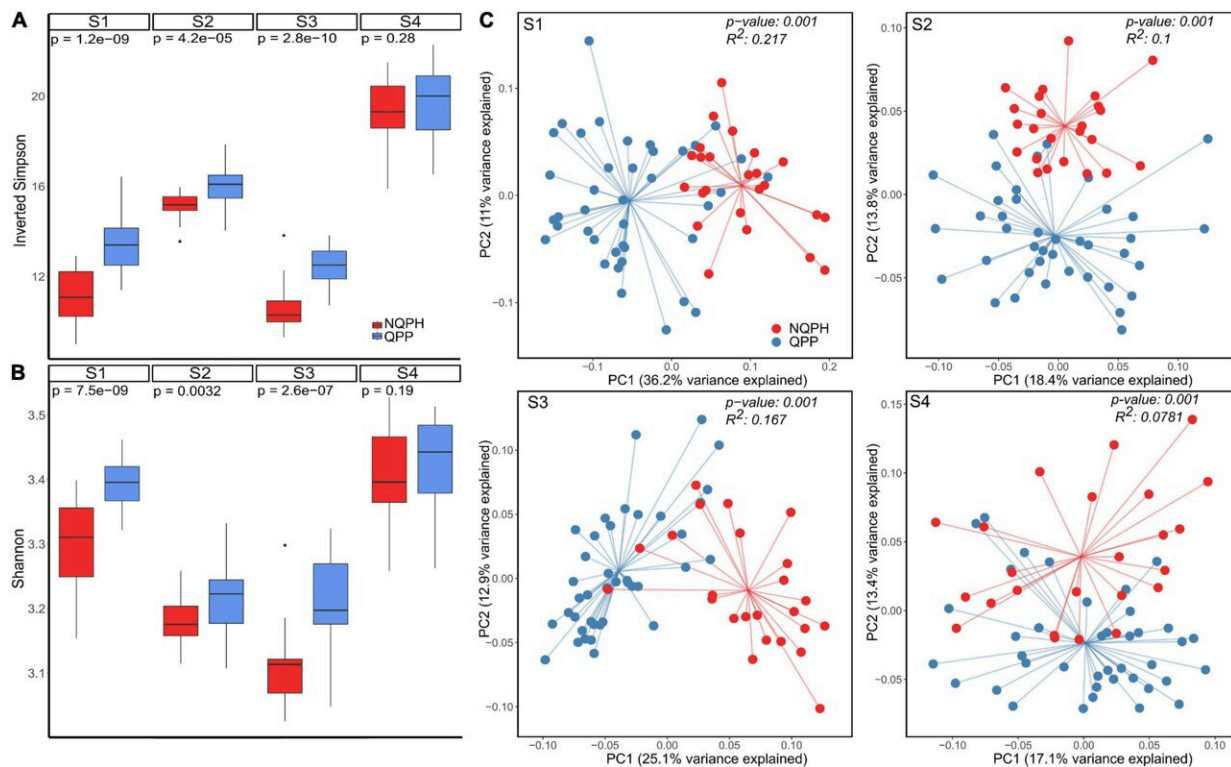 A
S1 S2 S3 S4
p = 1.2e−09 p = 4.2e−05 p = 2.8e−10 p = 0.28
Inverted Simpson
20
16
12
NQPH
QPP
B
S1 S2 S3 S4
p = 7.5e−09 p = 0.0032 p = 2.6e−07 p = 0.19
Shannon
3.5
3.4
3.3
3.2
3.1
C
S1
p-value: 0.001
R²: 0.217
PC2 (11% variance explained)
0.1
0.0
−0.1
NQPH
QPP
−0.1 0.0 0.1 0.2
PC1 (36.2% variance explained)
S2
p-value: 0.001
R²: 0.1
PC2 (13.8% variance explained)
0.10
0.05
0.00
−0.05
−0.10 −0.05 0.00 0.05 0.10
PC1 (18.4% variance explained)
S3
p-value: 0.001
R²: 0.167
PC2 (12.9% variance explained)
0.10
0.05
0.00
−0.05
−0.10
−0.10 −0.05 0.00 0.05 0.10
PC1 (25.1% variance explained)
S4
p-value: 0.001
R²: 0.0781
PC2 (13.4% variance explained)
0.15
0.10
0.05
0.00
−0.05
−0.10 −0.05 0.00 0.05 0.10
PC1 (17.1% variance explained)